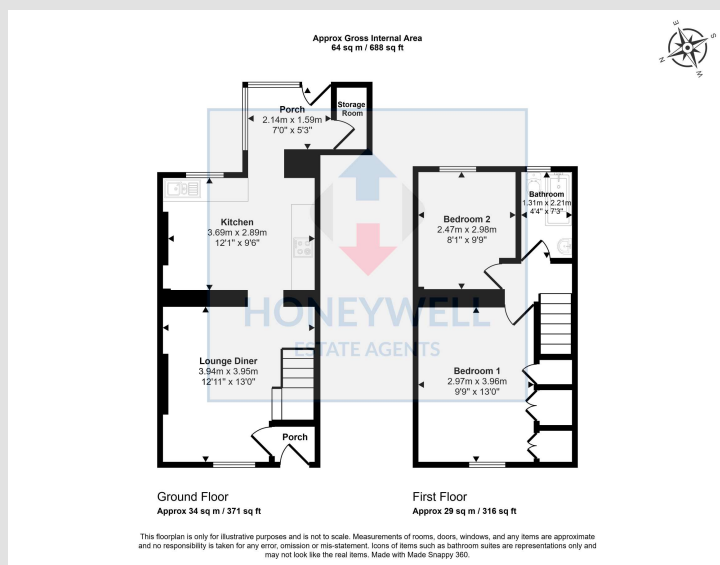 Approx Gross Internal Area
64 sq m / 688 sq ft
E
S
N
W
Porch
2.14m x 1.59m
7'0" x 5'3"
Storage
Room
Kitchen
3.69m x 2.89m
12'1" x 9'6"
Bedroom 2
2.47m x 2.98m
8'1" x 9'9"
Bathroom
1.31m x 2.21m
4'4" x 7'3"
HONEYWELL
ESTATE AGENTS
Lounge Diner
3.94m x 3.95m
12'11" x 13'0"
Bedroom 1
2.97m x 3.96m
9'9" x 13'0"
Porch
Ground Floor
Approx 34 sq m / 371 sq ft
First Floor
Approx 29 sq m / 316 sq ft
This floorplan is only for illustrative purposes and is not to scale. Measurements of rooms, doors, windows, and any items are approximate
and no responsibility is taken for any error, omission or mis-statement. Icons of items such as bathroom suites are representations only and
may not look like the real items. Made with Made Snappy 360.